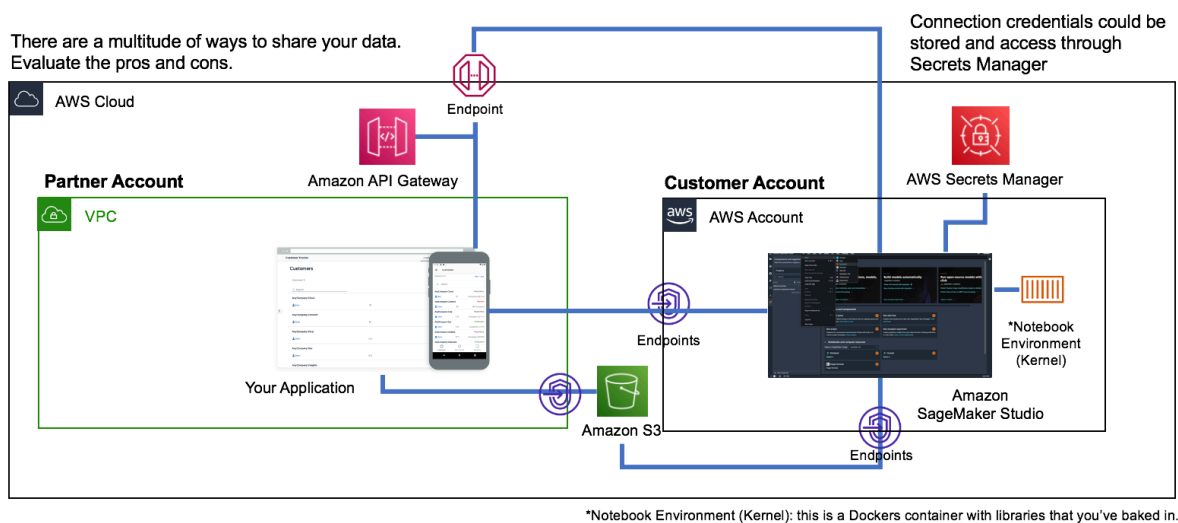 There are a multitude of ways to share your data.
Evaluate the pros and cons.
Connection credentials could be
stored and access through
Secrets Manager
Endpoint
AWS Cloud
Amazon API Gateway
AWS Secrets Manager
Partner Account
VPC
Customer Account
aws
AWS Account
Customers
Your Application
Endpoints
*Notebook
Environment
(Kernel)
Amazon
SageMaker Studio
Amazon S3
Endpoints
*Notebook Environment (Kernel): this is a Dockers container with libraries that you've baked in.